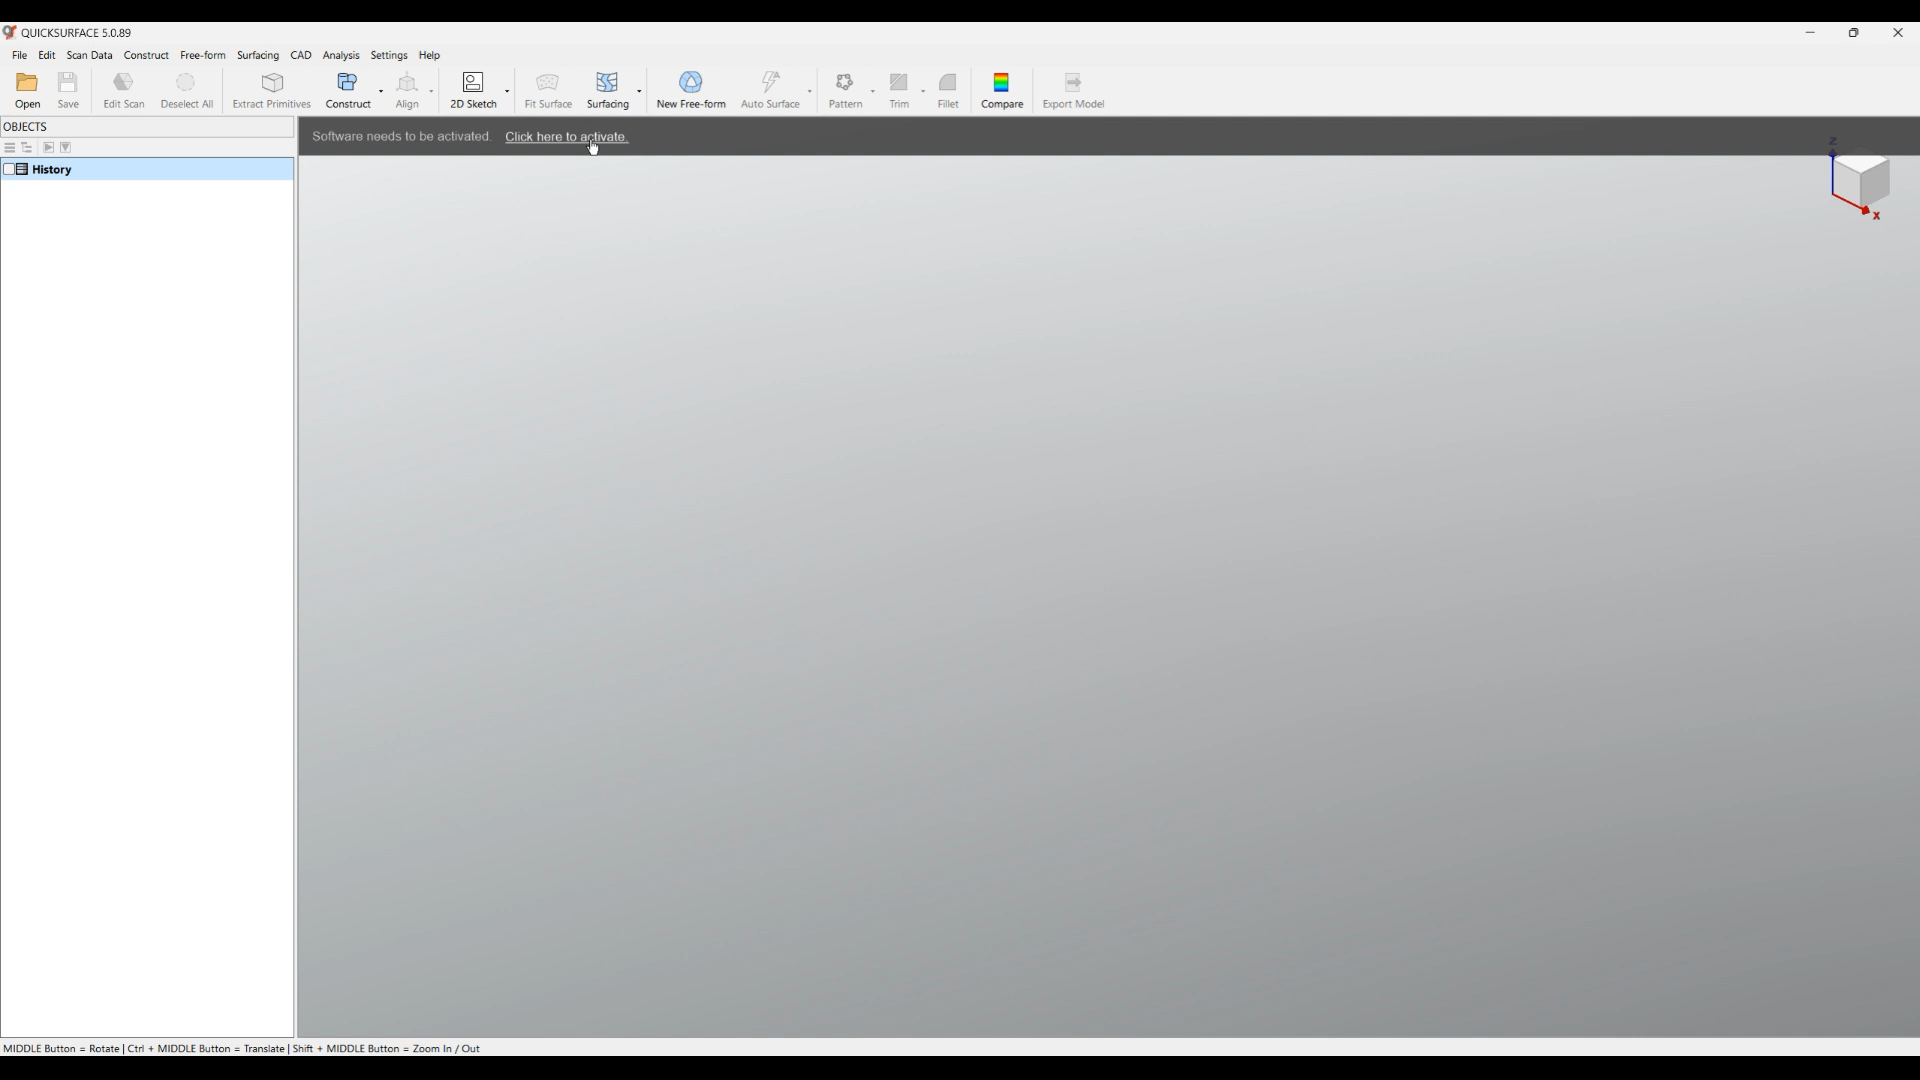 QUICKSURFACE 5.0.89
File Edit Scan Data Construct Free-form Surfacing CAD Analysis Settings Help
Open Save Edit Scan Deselect All Extract Primitives Construct Align 2D Sketch Fit Surface Surfacing New Free-form Auto Surface Pattern Trim Fillet Compare Export Model
OBJECTS
Software needs to be activated. Click here to activate.
Z
History
X
MIDDLE Button = Rotate | Ctrl + MIDDLE Button = Translate | Shift + MIDDLE Button = Zoom In / Out